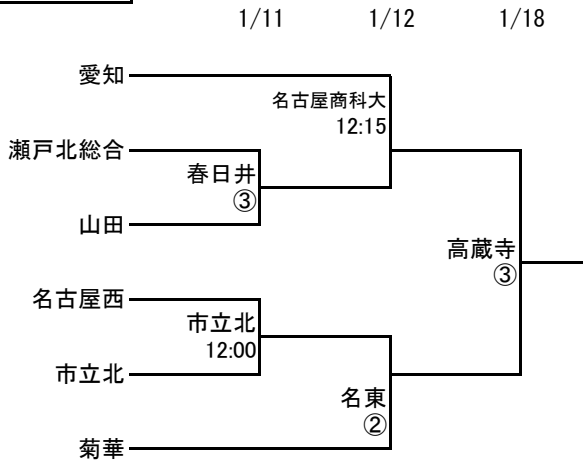 1/11 1/12 1/18
愛知
名古屋商科大
12:15
瀬戸北総合
春日井
③
山田
高蔵寺
③
名古屋西
市立北
12:00
市立北
名東
②
菊華